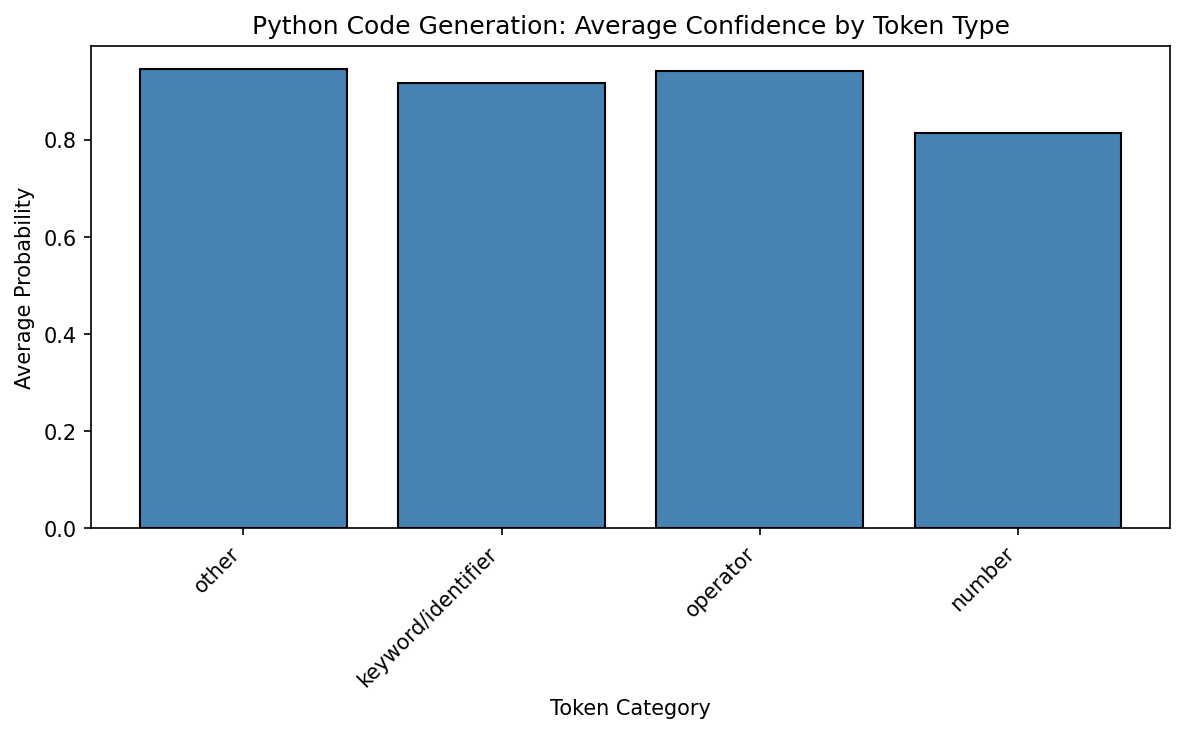 Python Code Generation: Average Confidence by Token Type
Average Probability
0.8
0.6
0.4
0.2
0.0
other
keyword/identifier
operator
number
Token Category